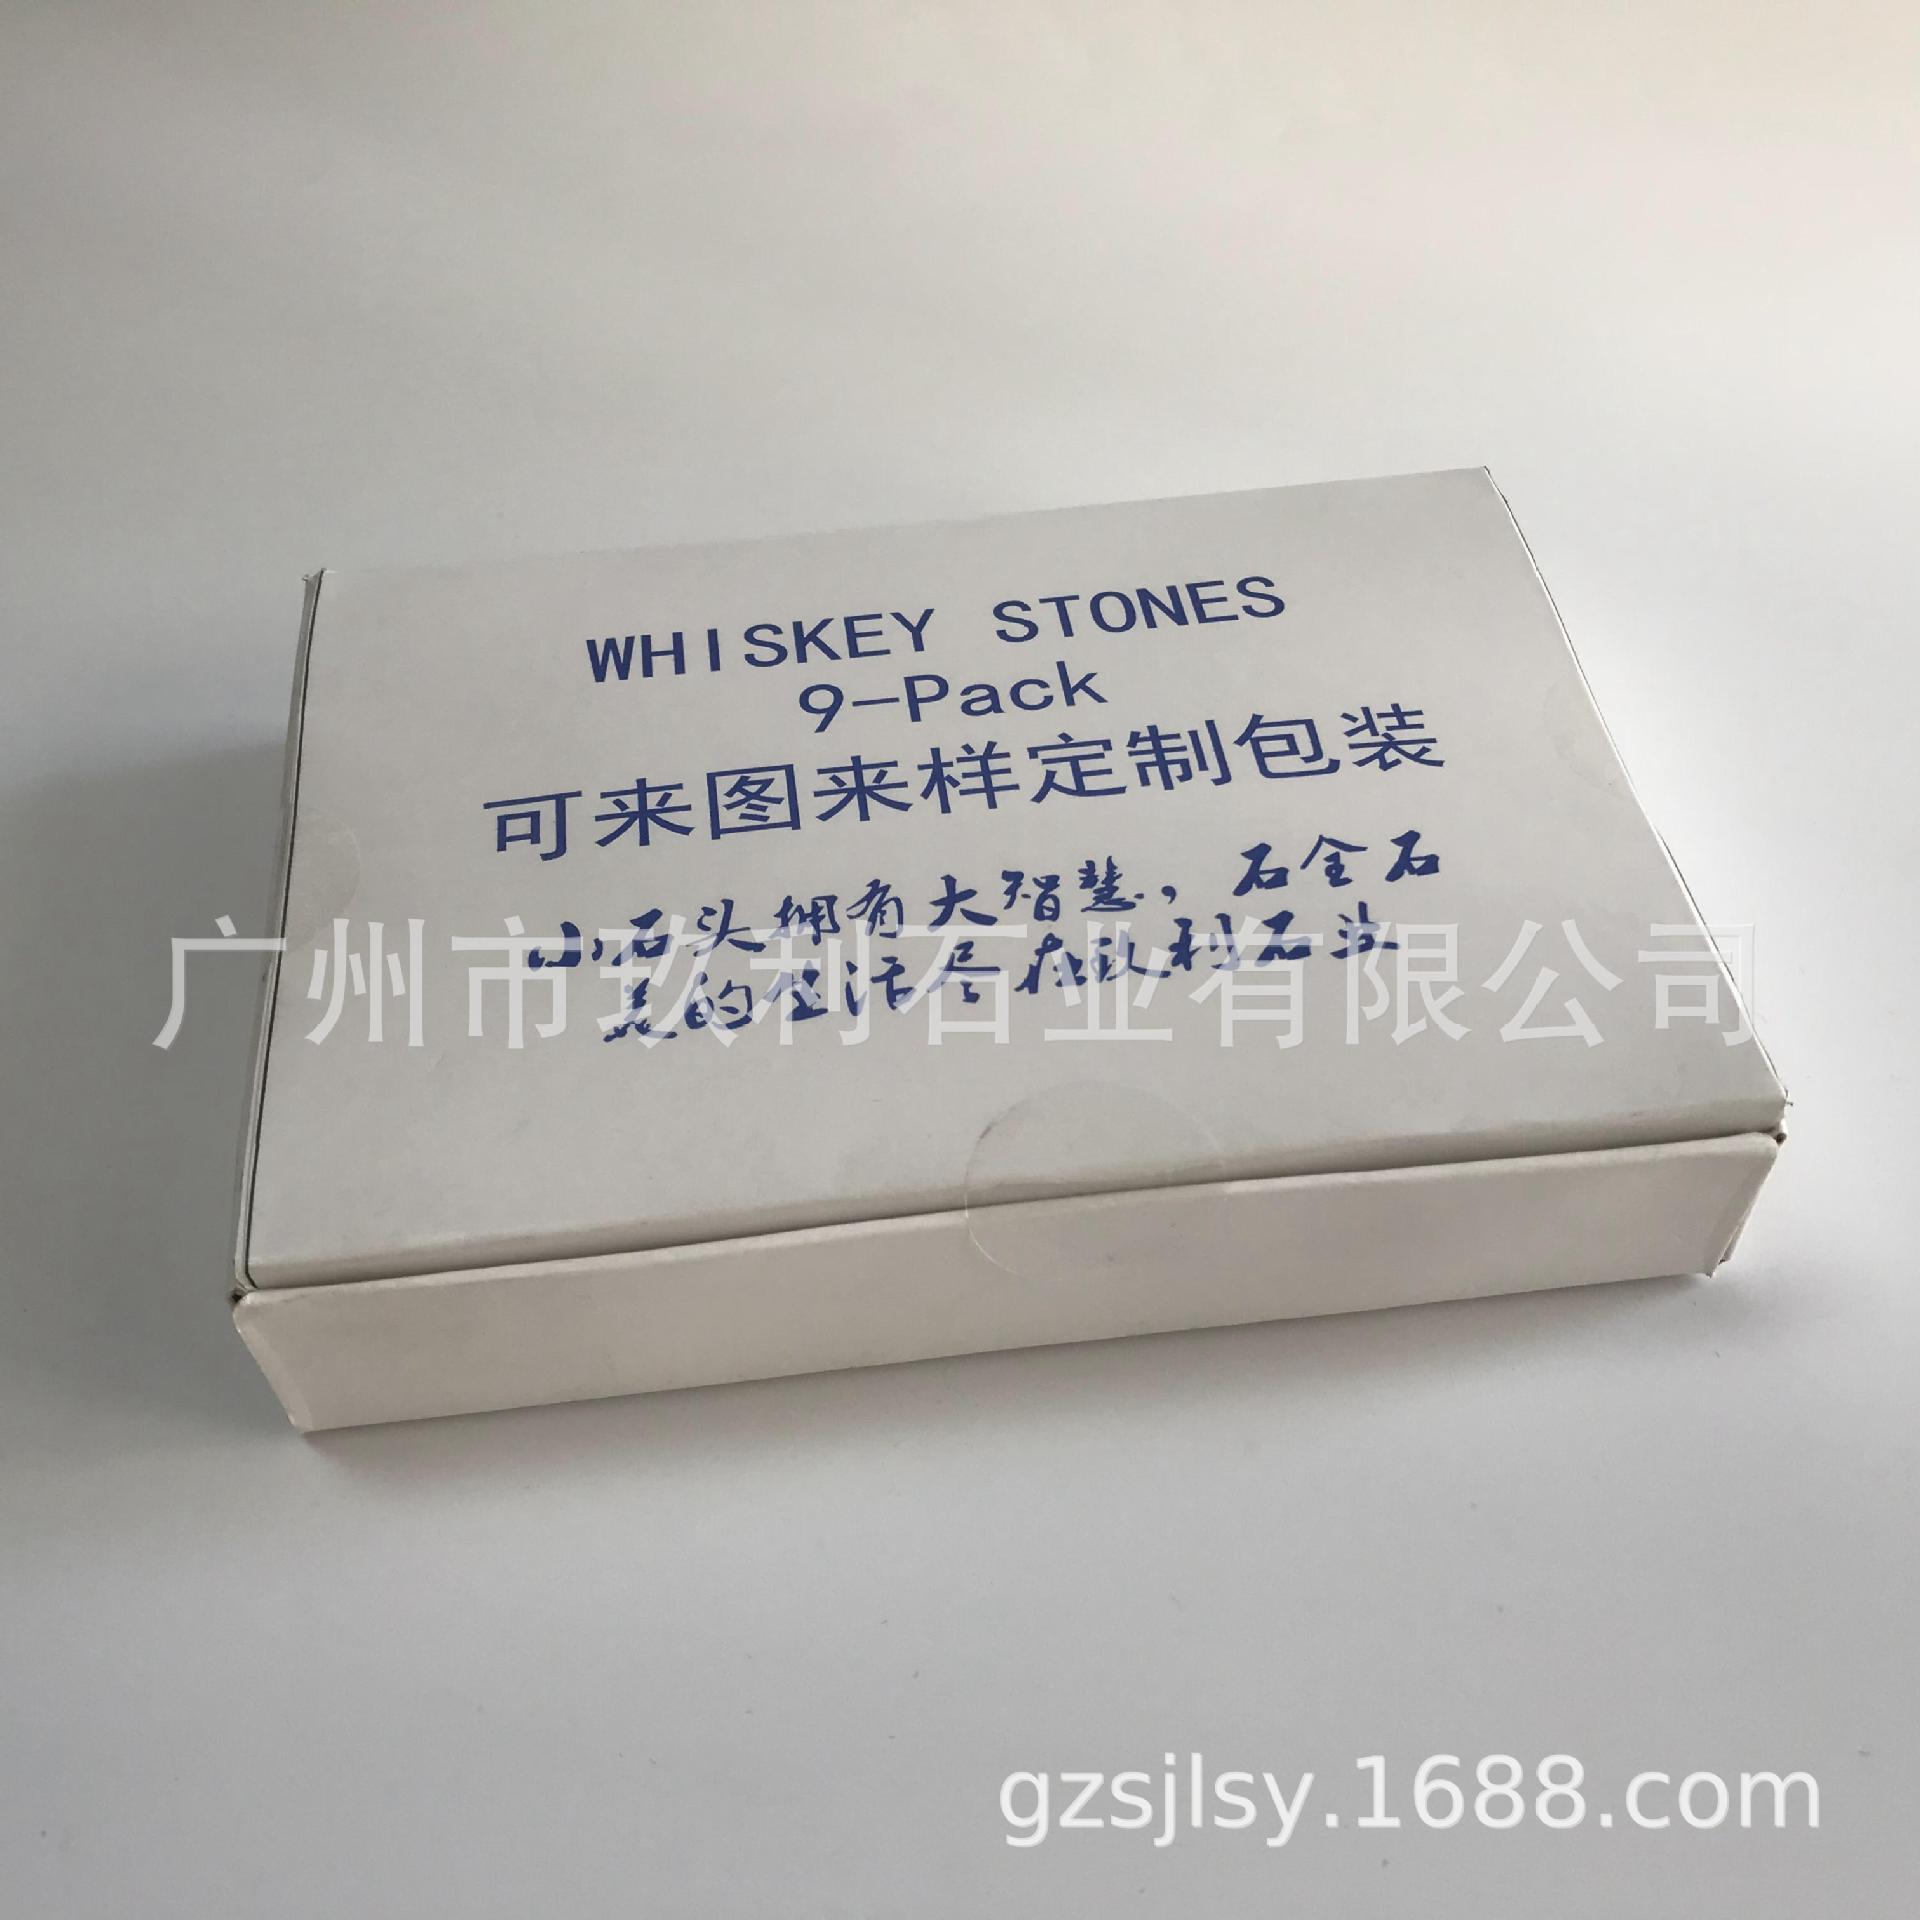 WHISKEY STONES
9-Pack
可来图来样定制包装
小石头拥有大智慧，石全石
美的生活尽在玖利石头
广州市玖利石业有限公司
gzsjlsy.1688.com